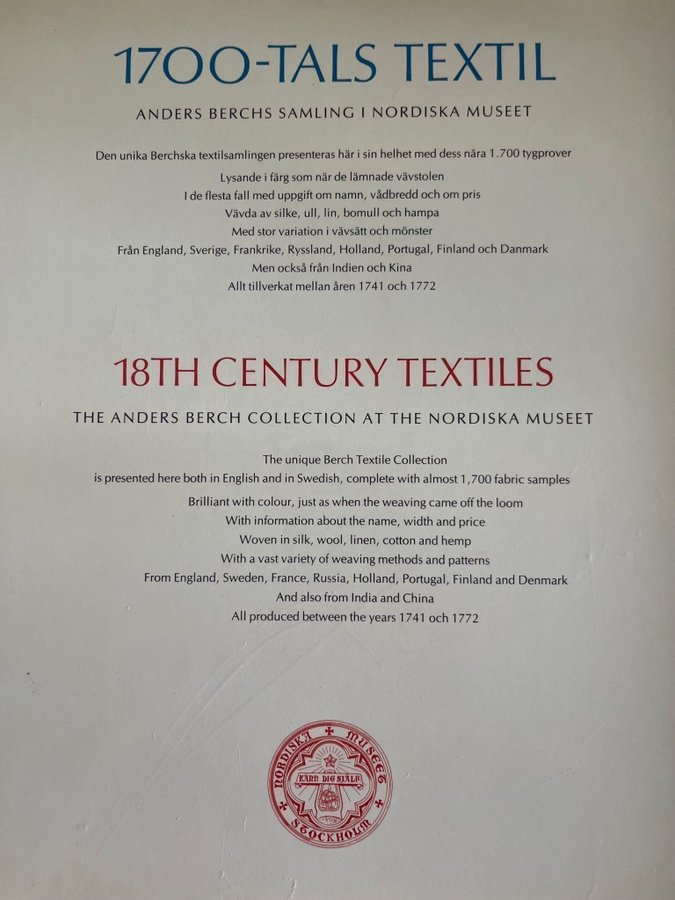 1700-TALS TEXTIL
ANDERS BERCHS SAMLING I NORDISKA MUSEET
Den unika Berchska textilsamlingen presenteras här i sin helhet med dess nära 1.700 tygprover
Lysande i färg som när de lämnade vävstolen
I de flesta fall med uppgift om namn, vådbredd och om pris
Vävda av silke, ull, lin, bomull och hampa
Med stor variation i vävsätt och mönster
Från England, Sverige, Frankrike, Ryssland, Holland, Portugal, Finland och Danmark
Men också från Indien och Kina
Allt tillverkat mellan åren 1741 och 1772
18TH CENTURY TEXTILES
THE ANDERS BERCH COLLECTION AT THE NORDISKA MUSEET
The unique Berch Textile Collection
is presented here both in English and in Swedish, complete with almost 1,700 fabric samples
Brilliant with colour, just as when the weaving came off the loom
With information about the name, width and price
Woven in silk, wool, linen, cotton and hemp
With a vast variety of weaving methods and patterns
From England, Sweden, France, Russia, Holland, Portugal, Finland and Denmark
And also from India and China
All produced between the years 1741 och 1772
NORDISKA MUSEET
KÄNN DIG SJÄLF
STOCKHOLM